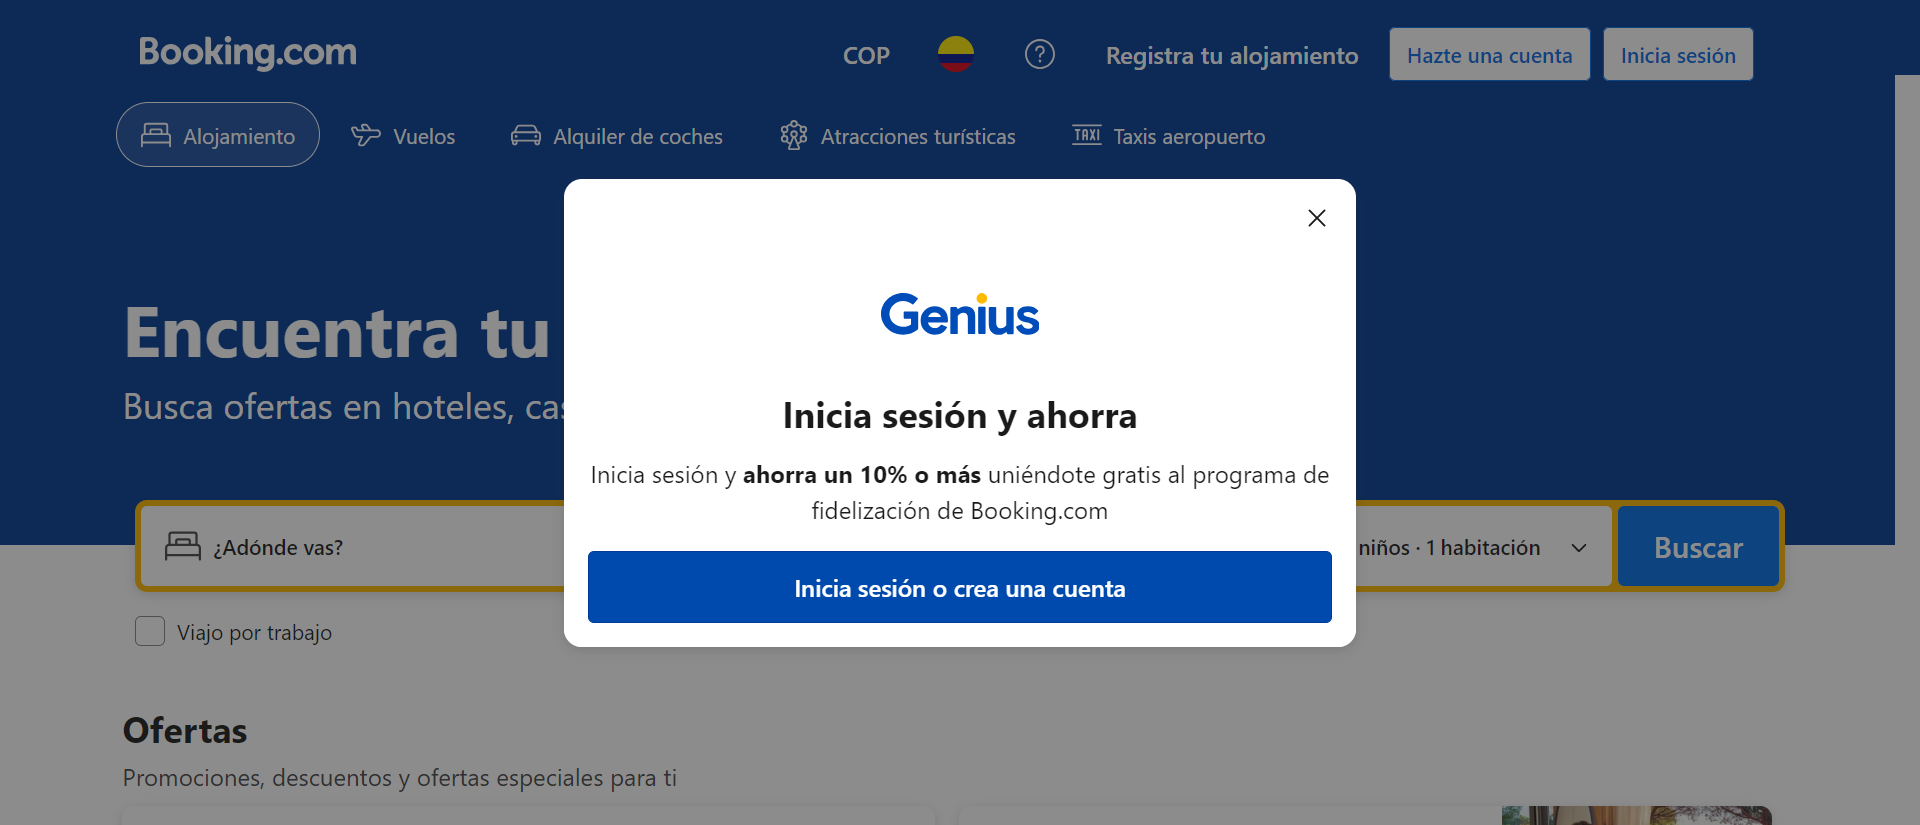 Booking.com
COP
Registra tu alojamiento
Hazte una cuenta
Inicia sesión
Alojamiento
Vuelos
Alquiler de coches
Atracciones turísticas
TAXI
Taxis aeropuerto
Genius
Encuentra tu
Busca ofertas en hoteles,
Inicia sesión y ahorra
Inicia sesión y ahorra un 10% o más uniéndote gratis al programa de
fidelización de Booking.com
¿Adónde vas?
niños · 1 habitación
Buscar
Inicia sesión o crea una cuenta
Viajo por trabajo
Ofertas
Promociones, descuentos y ofertas especiales para ti